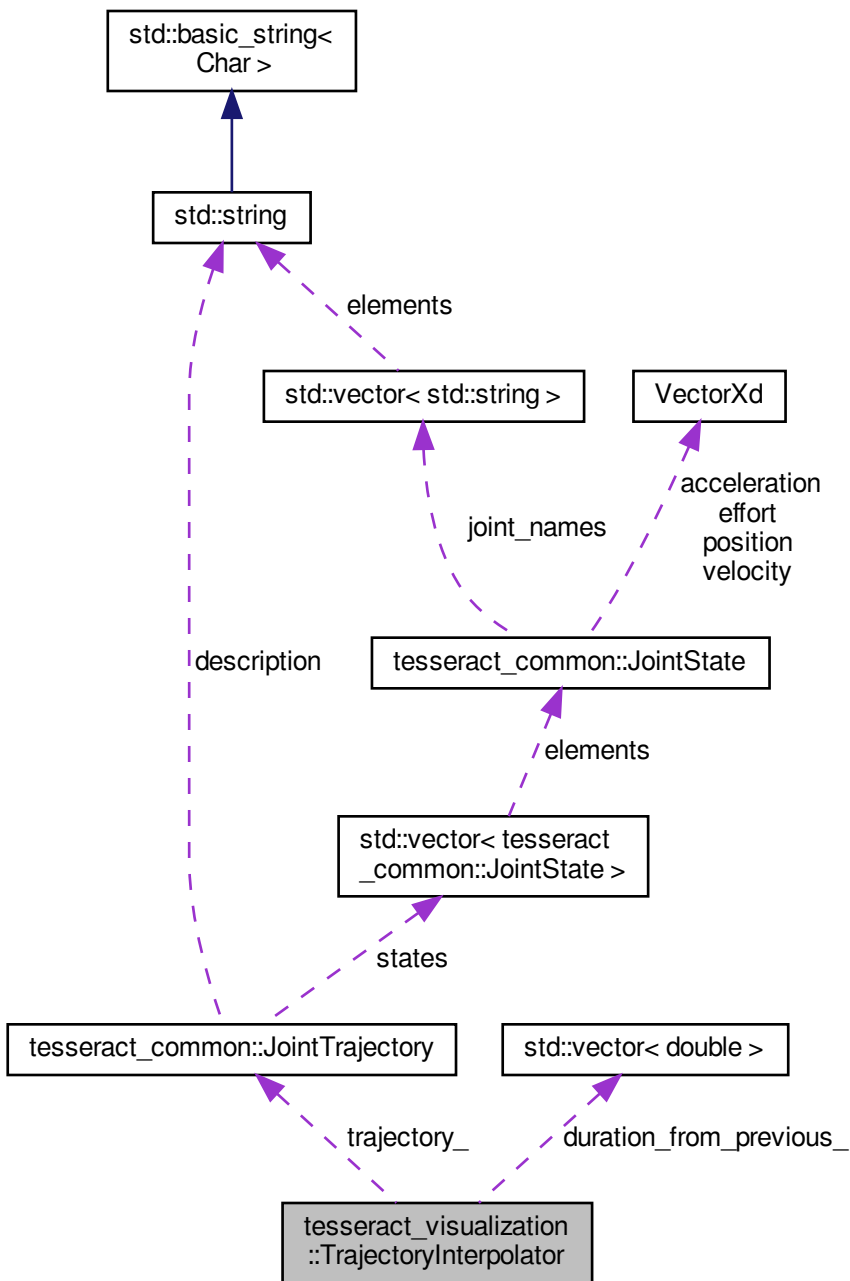 std::basic_string<
Char >
std::string
elements
std::vector< std::string >
VectorXd
acceleration
effort
position
velocity
joint_names
tesseract_common::JointState
description
elements
std::vector< tesseract
_common::JointState >
states
tesseract_common::JointTrajectory
std::vector< double >
trajectory_
duration_from_previous_
tesseract_visualization
::TrajectoryInterpolator